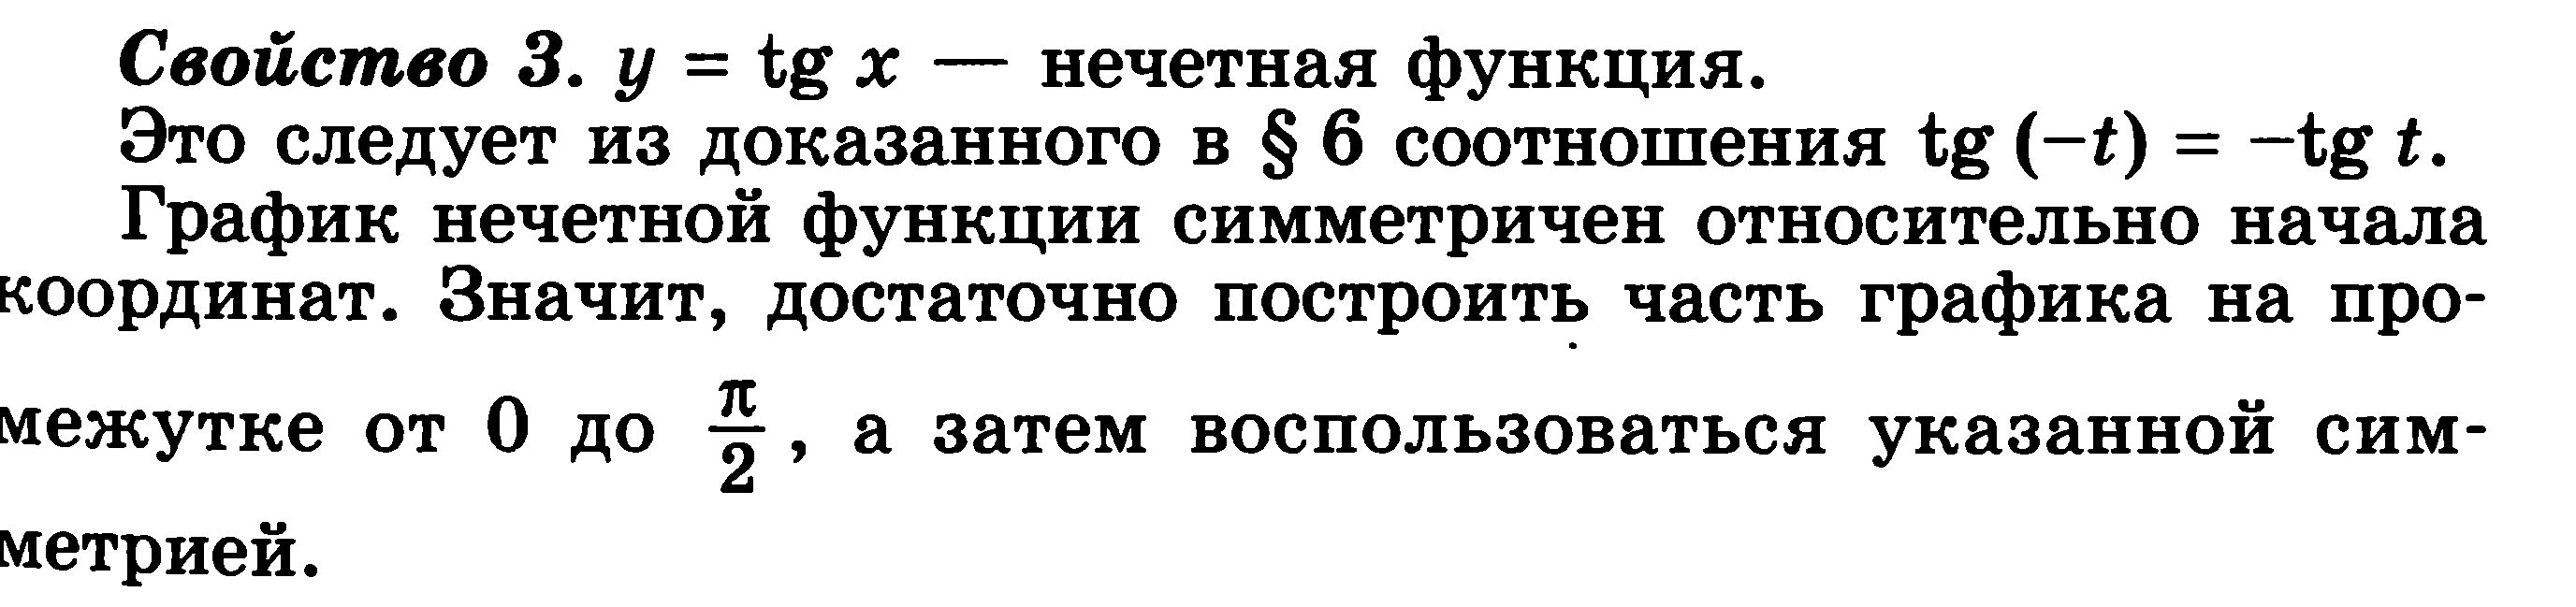 Свойство 3. y = tg x — нечетная функция.
Это следует из доказанного в § 6 соотношения tg (−t) = −tg t.
График нечетной функции симметричен относительно начала
координат. Значит, достаточно построить часть графика на про-
межутке от 0 до π/2, а затем воспользоваться указанной сим-
метрией.